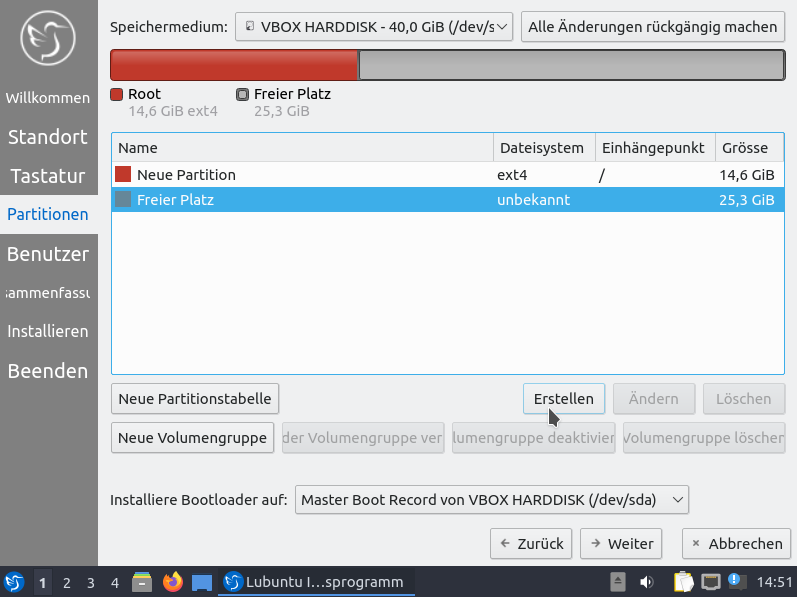 Speichermedium: VBOX HARDDISK - 40,0 GiB (/dev/s Alle Änderungen rückgängig machen
Root Freier Platz
14,6 GiB ext4 25,3 GiB
Willkommen
Standort
Tastatur
Partitionen
Benutzer
sammenfassu
Installieren
Beenden
Name Dateisystem Einhängepunkt Grösse
Neue Partition ext4 / 14,6 GiB
Freier Platz unbekannt 25,3 GiB
Neue Partitionstabelle Erstellen Ändern Löschen
Neue Volumengruppe der Volumengruppe ver lumengruppe deaktivier Volumengruppe löschen
Installiere Bootloader auf: Master Boot Record von VBOX HARDDISK (/dev/sda)
Zurück Weiter Abbrechen
1 2 3 4 Lubuntu I...sprogramm 14:51